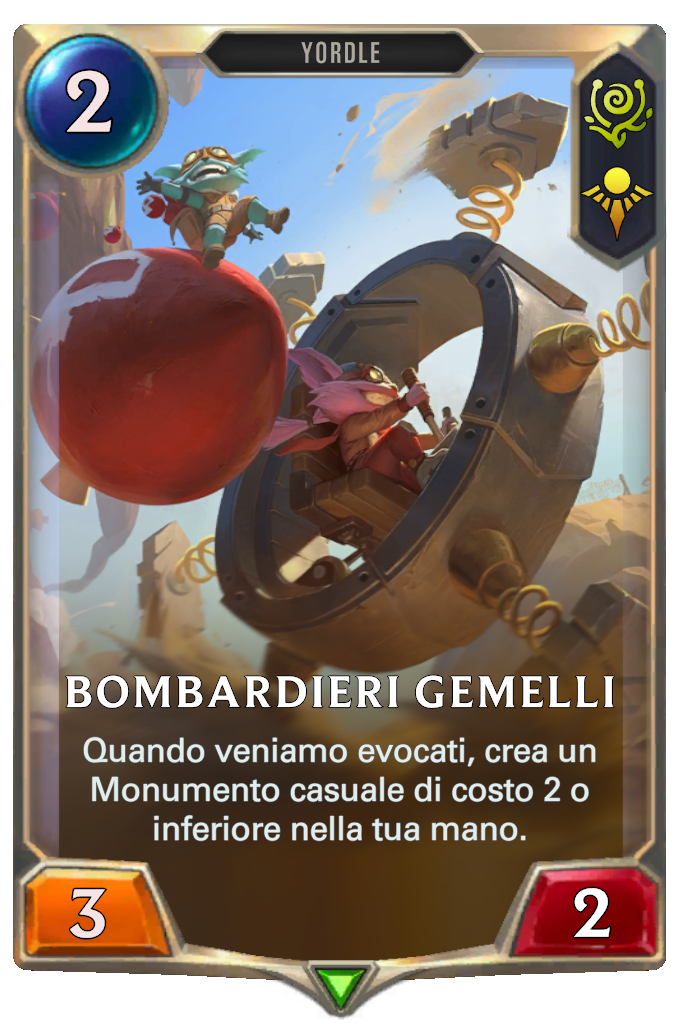 YORDLE
2
BOMBARDIERI GEMELLI
Quando veniamo evocati, crea un
Monumento casuale di costo 2 o
inferiore nella tua mano.
3
2